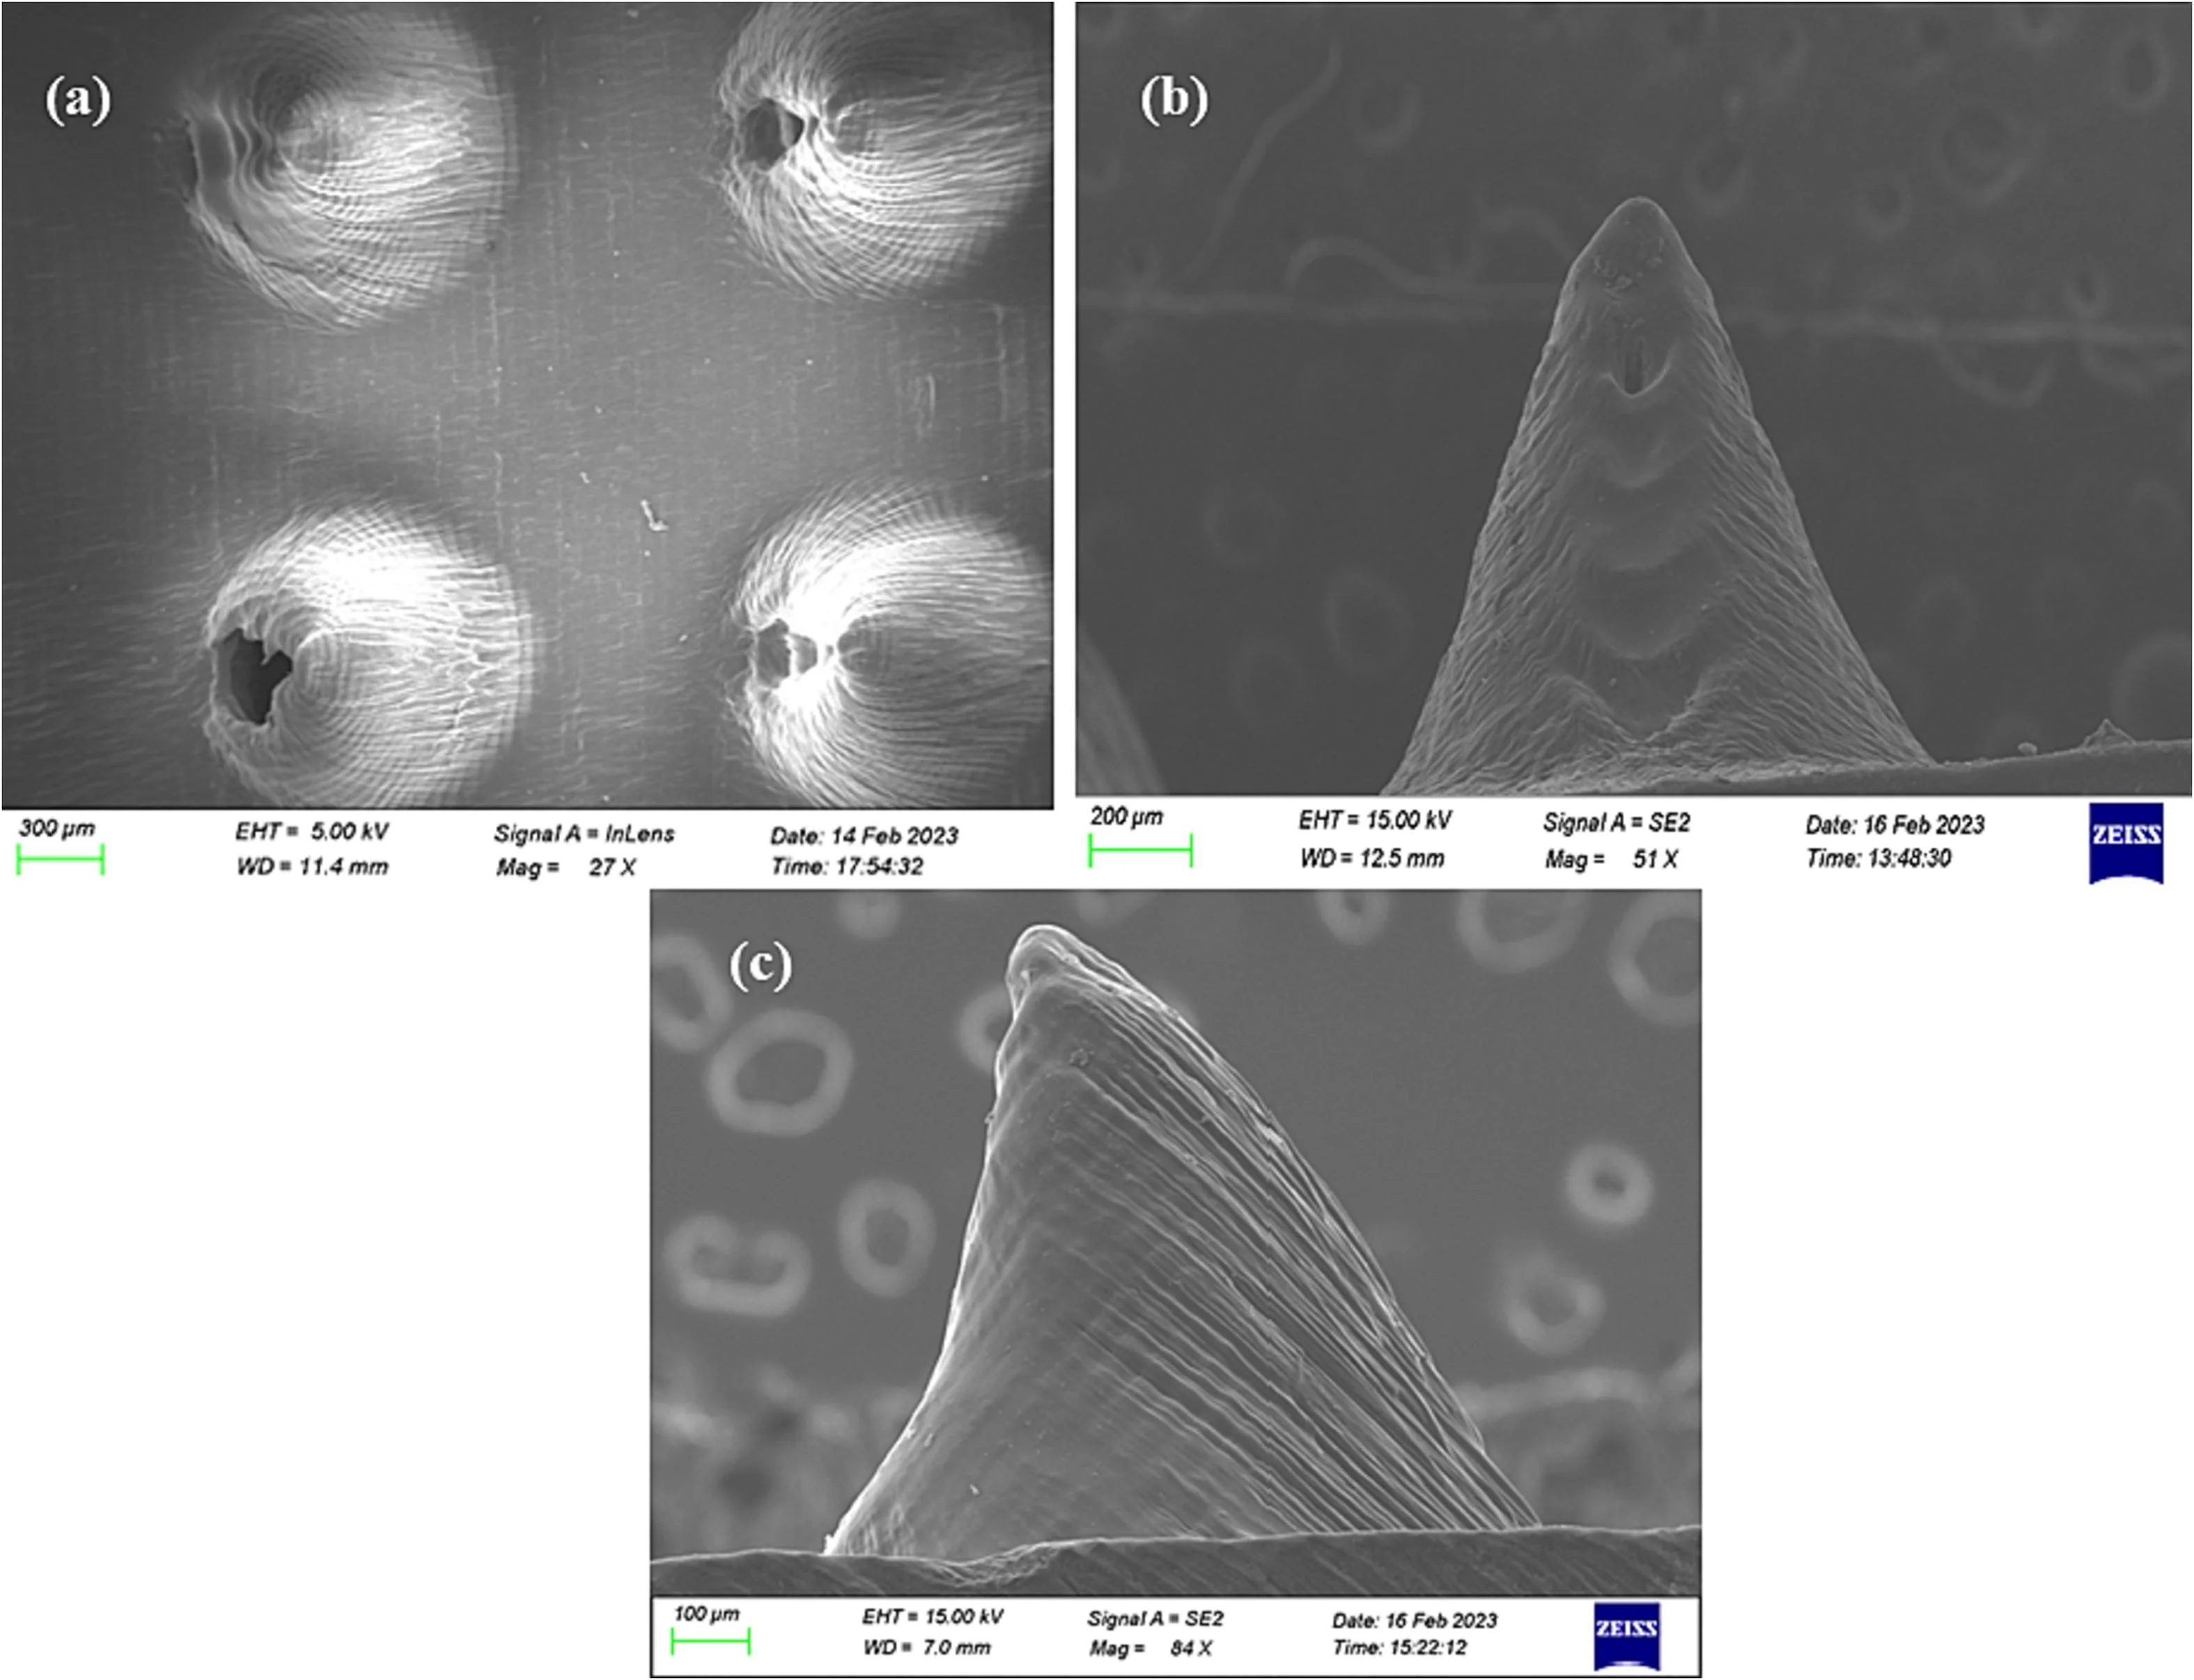 (a)
300 µm
EHT = 5.00 kV
Signal A = InLens
Date: 14 Feb 2023
WD = 11.4 mm
Mag = 27 X
Time: 17:54:32
(b)
200 µm
EHT = 15.00 kV
Signal A = SE2
Date: 16 Feb 2023
WD = 12.5 mm
Mag = 51 X
Time: 13:48:30
ZEISS
(c)
100 µm
EHT = 15.00 kV
Signal A = SE2
Date: 16 Feb 2023
WD = 7.0 mm
Mag = 84 X
Time: 15:22:12
ZEISS